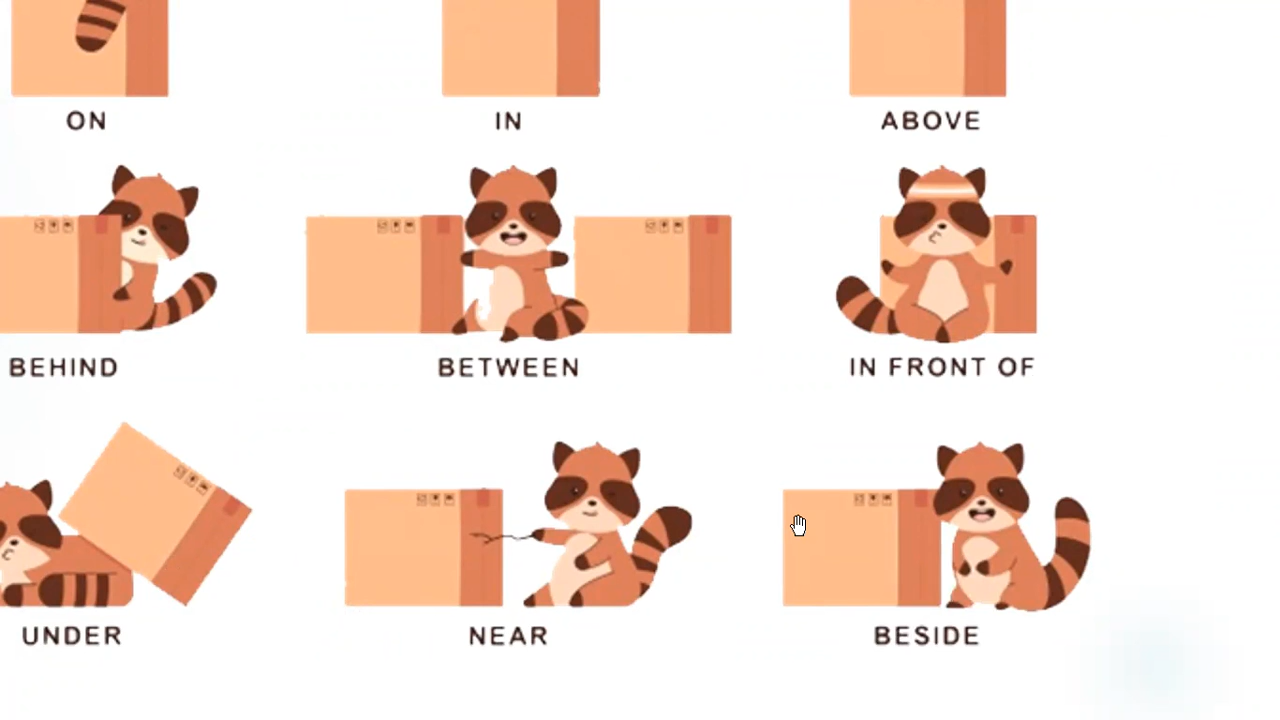 ON
IN
ABOVE
BEHIND
BETWEEN
IN FRONT OF
UNDER
NEAR
BESIDE